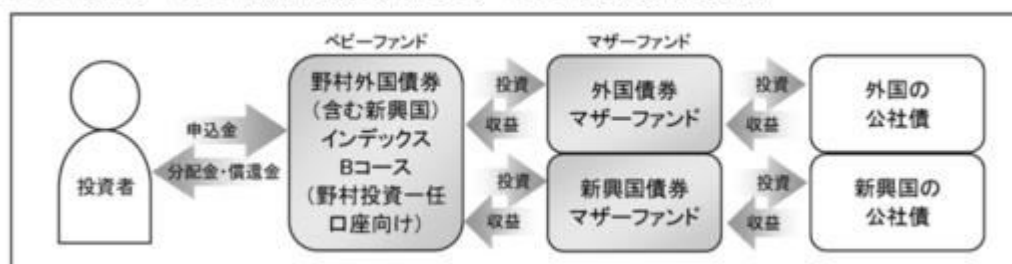 ベビーファンド
マザーファンド
野村外国債券
(含む新興国)
インデックス
Bコース
(野村投資一任
口座向け)
投資者
申込金
分配金・償還金
投資
収益
外国債券
マザーファンド
投資
収益
外国の
公社債
投資
収益
新興国債券
マザーファンド
投資
収益
新興国の
公社債